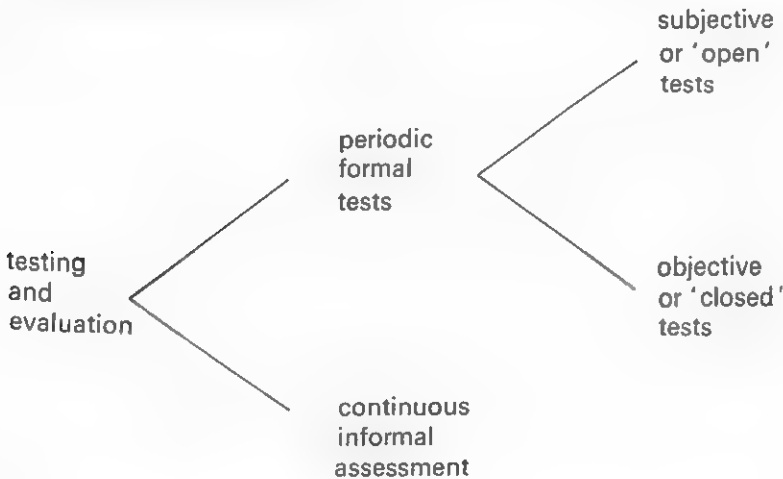 subjective
or 'open'
tests
periodic
formal
tests
testing
and
evaluation
objective
or 'closed'
tests
continuous
informal
assessment